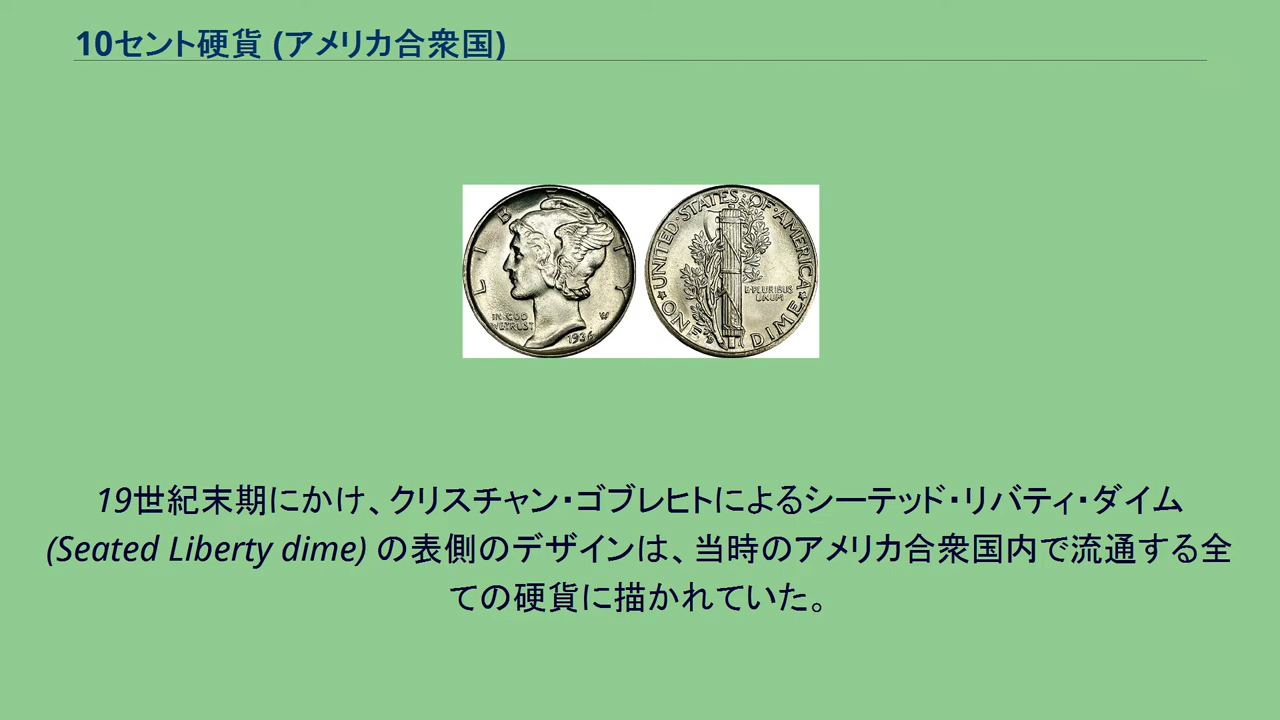 10セント硬貨 (アメリカ合衆国)
LIBERTY
IN GOD
WE TRUST
1936
W
UNITED·STATES·OF·AMERICA
E·PLURIBUS
UNUM
ONE DIME
19世紀末期にかけ、クリスチャン・ゴブレヒトによるシーテッド・リバティ・ダイム
(Seated Liberty dime) の表側のデザインは、当時のアメリカ合衆国内で流通する全
ての硬貨に描かれていた。